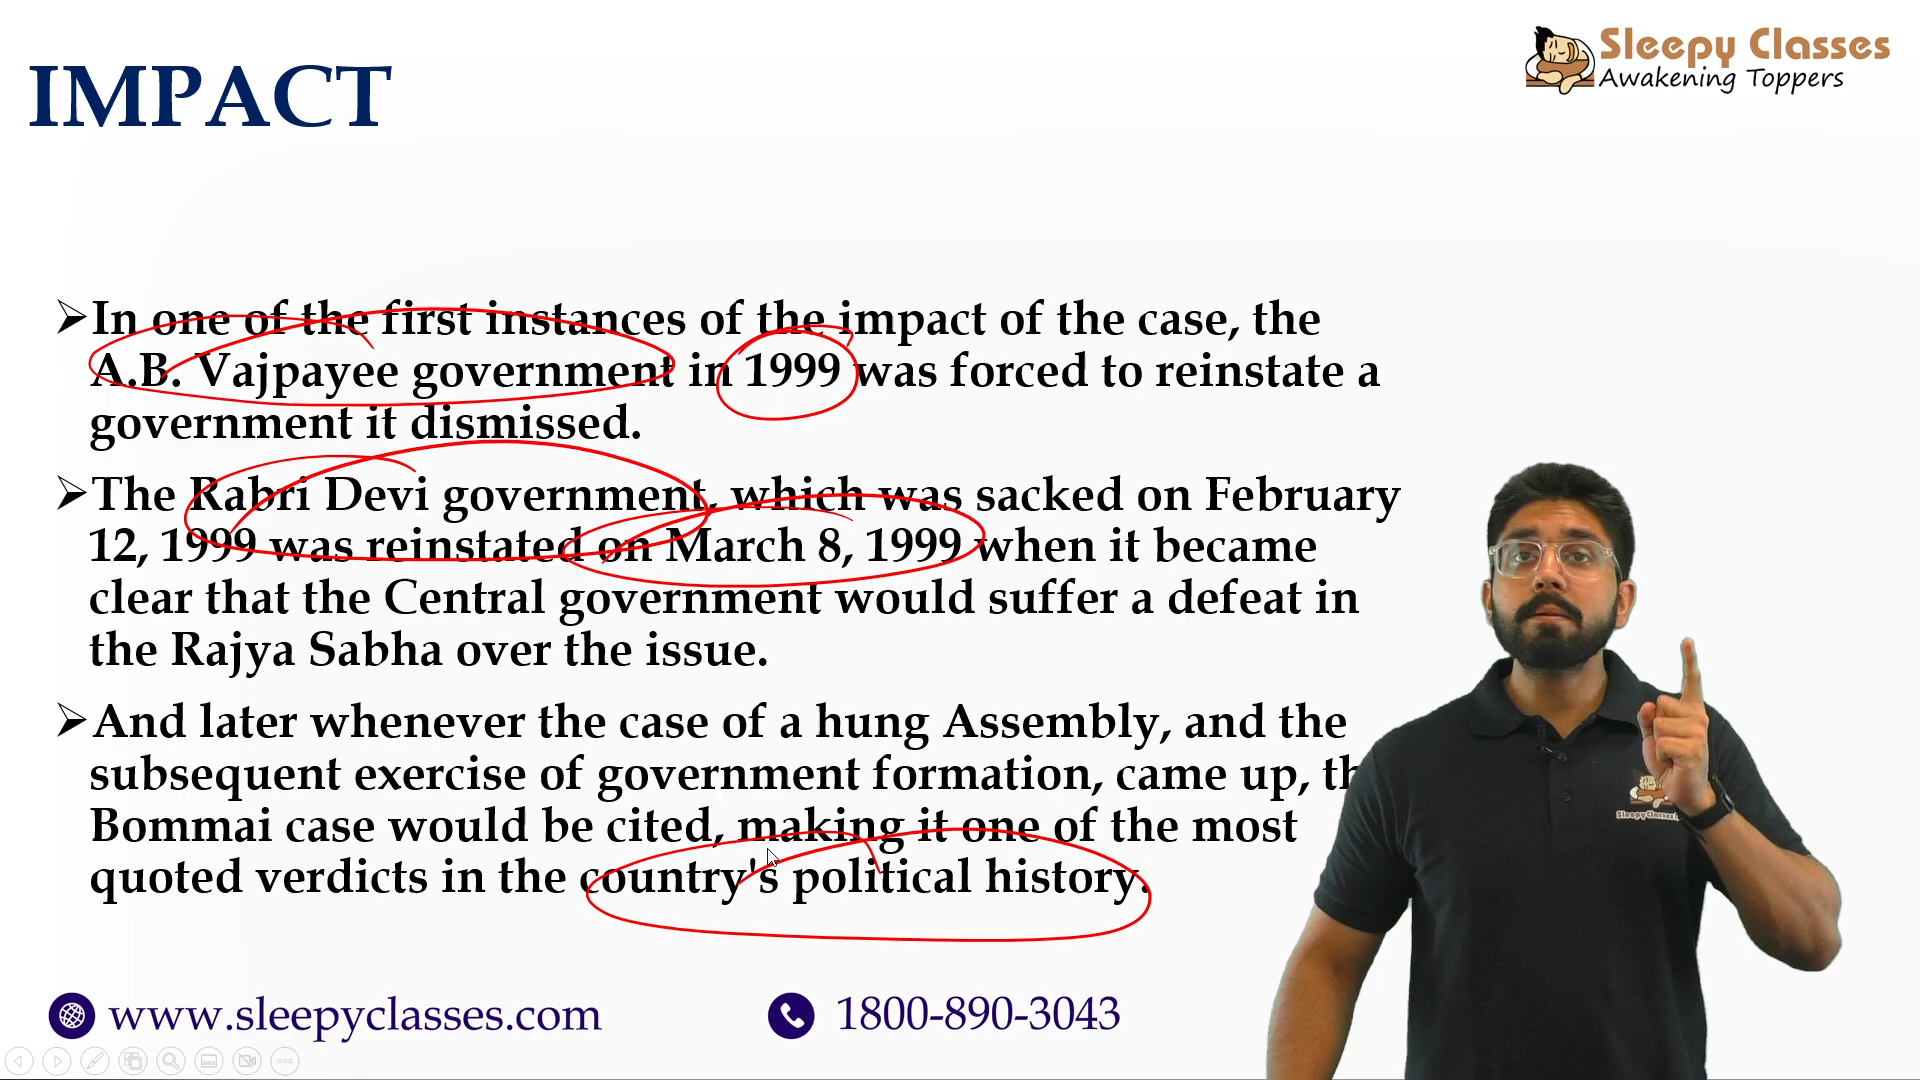 IMPACT
Sleepy Classes
Awakening Toppers
In one of the first instances of the impact of the case, the
A.B. Vajpayee government in 1999 was forced to reinstate a
government it dismissed.
The Rabri Devi government, which was sacked on February
12, 1999 was reinstated on March 8, 1999 when it became
clear that the Central government would suffer a defeat in
the Rajya Sabha over the issue.
And later whenever the case of a hung Assembly, and the
subsequent exercise of government formation, came up, th
Bommai case would be cited, making it one of the most
quoted verdicts in the country's political history.
Sleepy Classes
www.sleepyclasses.com
1800-890-3043